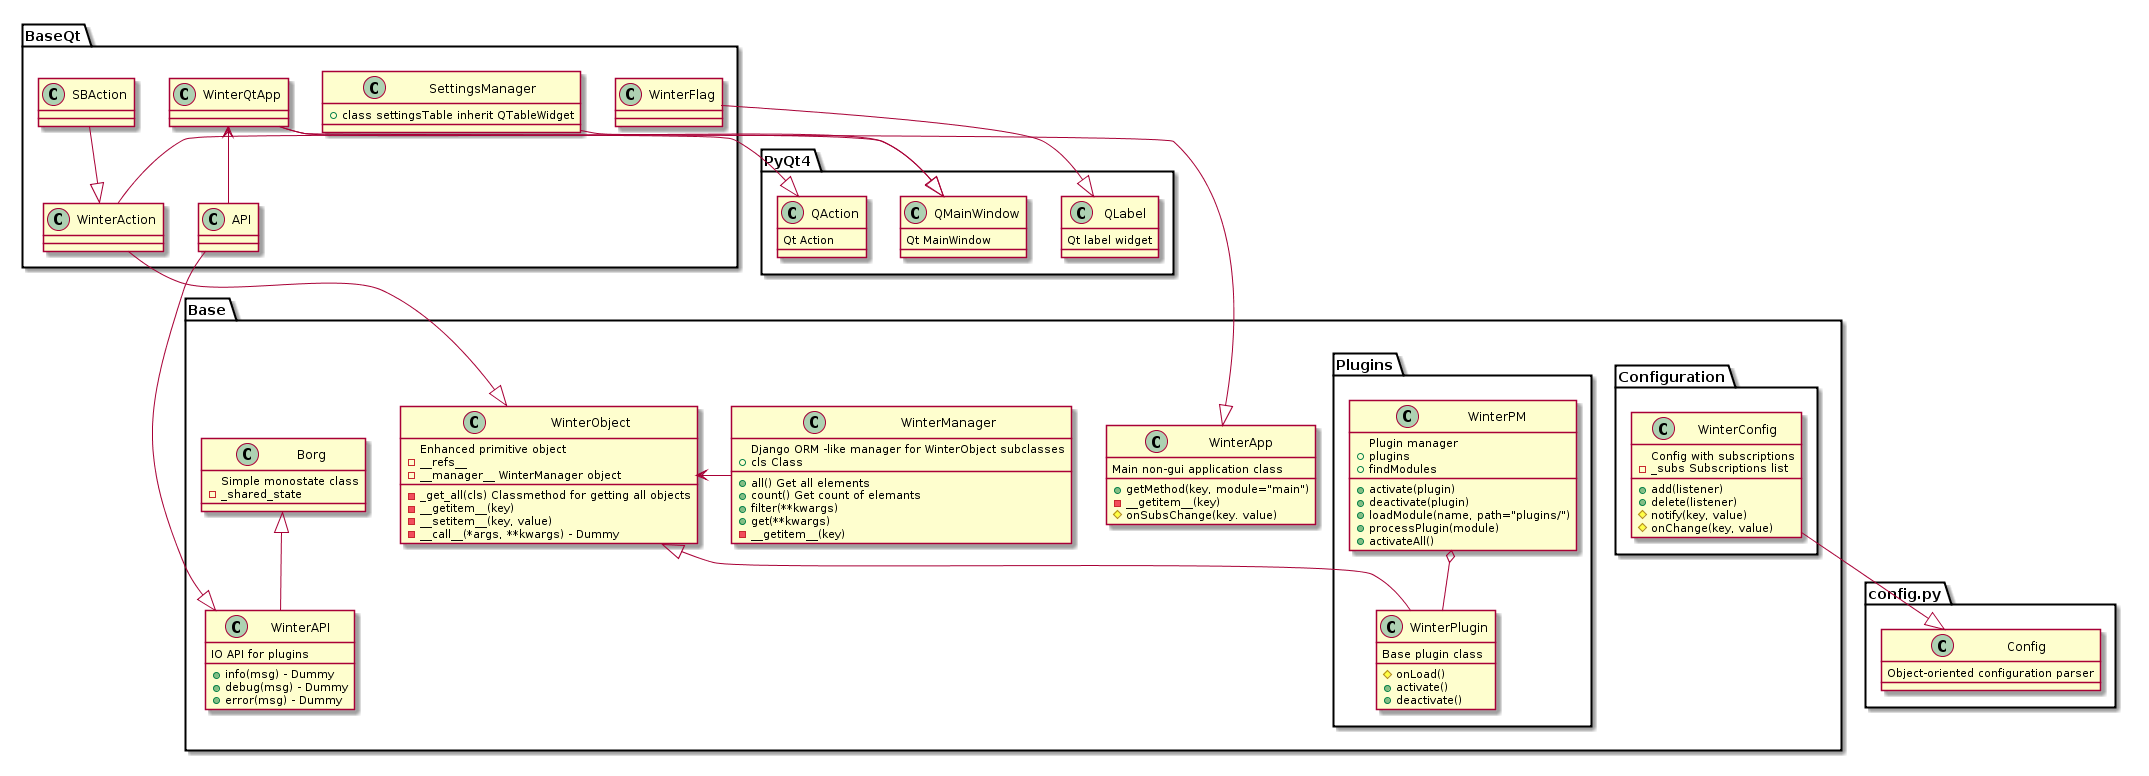 BaseQt
C SBAction
C WinterQtApp
C SettingsManager
class settingsTable inherit QTableWidget
C WinterFlag
C WinterAction
C API
PyQt4
C QAction
Qt Action
C QMainWindow
Qt MainWindow
C QLabel
Qt label widget
Base
C Borg
Simple monostate class
_shared_state
C WinterObject
Enhanced primitive object
__refs__
__manager__ WinterManager object
_get_all(cls) Classmethod for getting all objects
__getitem__(key)
__setitem__(key, value)
__call__(*args, **kwargs) - Dummy
C WinterManager
Django ORM -like manager for WinterObject subclasses
cls Class
all() Get all elements
count() Get count of elemants
filter(**kwargs)
get(**kwargs)
__getitem__(key)
C WinterApp
Main non-gui application class
getMethod(key, module="main")
__getitem__(key)
onSubsChange(key. value)
Plugins
C WinterPM
Plugin manager
plugins
findModules
activate(plugin)
deactivate(plugin)
loadModule(name, path="plugins/")
processPlugin(module)
activateAll()
Configuration
C WinterConfig
Config with subscriptions
_subs Subscriptions list
add(listener)
delete(listener)
notify(key, value)
onChange(key, value)
C WinterAPI
IO API for plugins
info(msg) - Dummy
debug(msg) - Dummy
error(msg) - Dummy
C WinterPlugin
Base plugin class
onLoad()
activate()
deactivate()
config.py
C Config
Object-oriented configuration parser